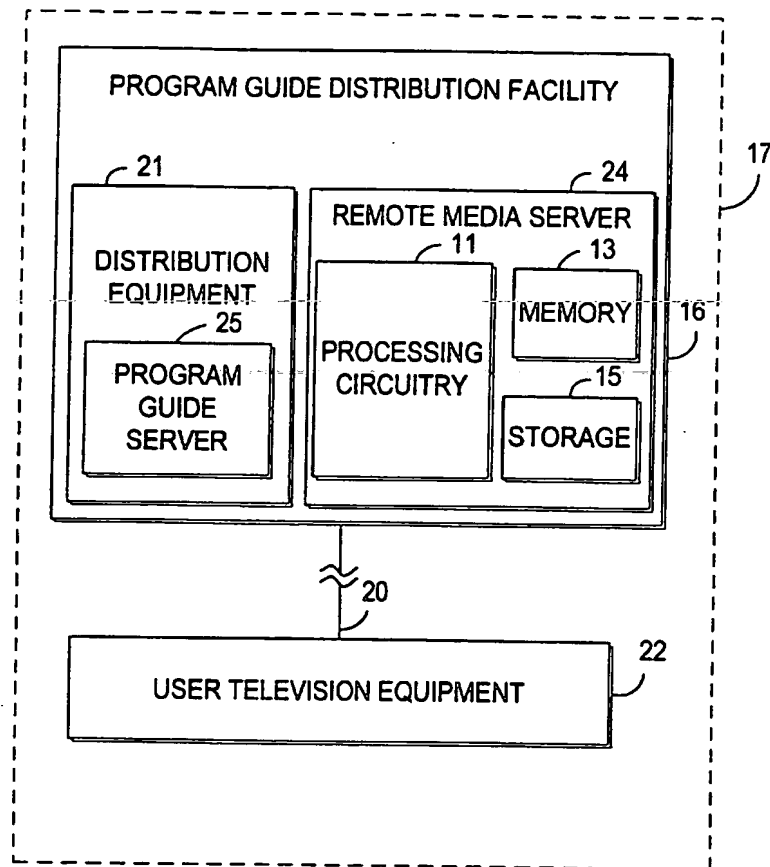 PROGRAM GUIDE DISTRIBUTION FACILITY
17
21
24
DISTRIBUTION
EQUIPMENT
REMOTE MEDIA SERVER
11
13
25
PROGRAM
GUIDE
SERVER
PROCESSING
CIRCUITRY
MEMORY
16
15
STORAGE
20
22
USER TELEVISION EQUIPMENT